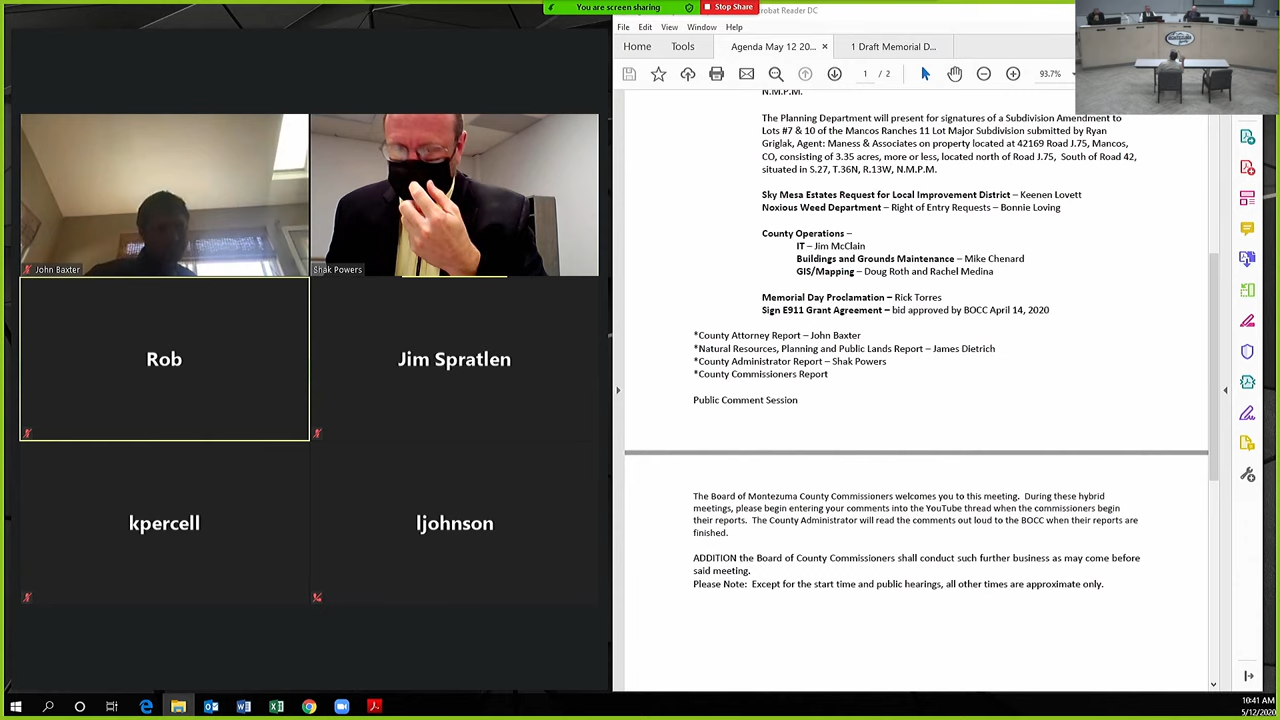 You are screen sharing
Stop Share
robat Reader DC
File Edit View Window Help
Home Tools Agenda May 12 20... × 1 Draft Memorial D...
1 / 2 93.7%
MONTEZUMA
N.M.P.M.
The Planning Department will present for signatures of a Subdivision Amendment to
Lots #7 & 10 of the Mancos Ranches 11 Lot Major Subdivision submitted by Ryan
Griglak, Agent: Maness & Associates on property located at 42169 Road J.75, Mancos,
CO, consisting of 3.35 acres, more or less, located north of Road J.75, South of Road 42,
situated in S.27, T.36N, R.13W, N.M.P.M.
Sky Mesa Estates Request for Local Improvement District – Keenen Lovett
Noxious Weed Department – Right of Entry Requests – Bonnie Loving
County Operations –
IT – Jim McClain
Buildings and Grounds Maintenance – Mike Chenard
GIS/Mapping – Doug Roth and Rachel Medina
Memorial Day Proclamation – Rick Torres
Sign E911 Grant Agreement – bid approved by BOCC April 14, 2020
*County Attorney Report – John Baxter
*Natural Resources, Planning and Public Lands Report – James Dietrich
*County Administrator Report – Shak Powers
*County Commissioners Report
Public Comment Session
The Board of Montezuma County Commissioners welcomes you to this meeting. During these hybrid
meetings, please begin entering your comments into the YouTube thread when the commissioners begin
their reports. The County Administrator will read the comments out loud to the BOCC when their reports are
finished.
ADDITION the Board of County Commissioners shall conduct such further business as may come before
said meeting.
Please Note: Except for the start time and public hearings, all other times are approximate only.
John Baxter
Shak Powers
Rob
Jim Spratlen
kpercell
ljohnson
10:41 AM
5/12/2020